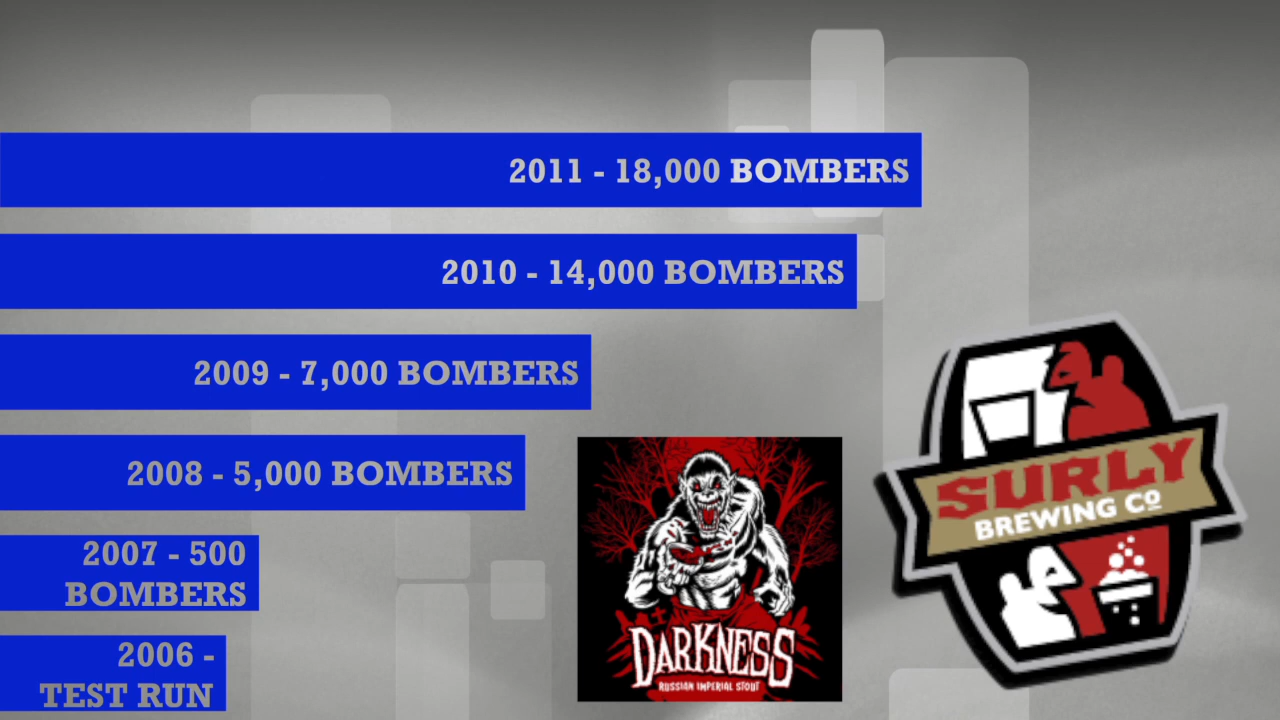 2011 - 18,000 BOMBERS
2010 - 14,000 BOMBERS
2009 - 7,000 BOMBERS
2008 - 5,000 BOMBERS
2007 - 500
BOMBERS
2006 -
TEST RUN
DARKNESS
RUSSIAN IMPERIAL STOUT
SURLY
BREWING Cº